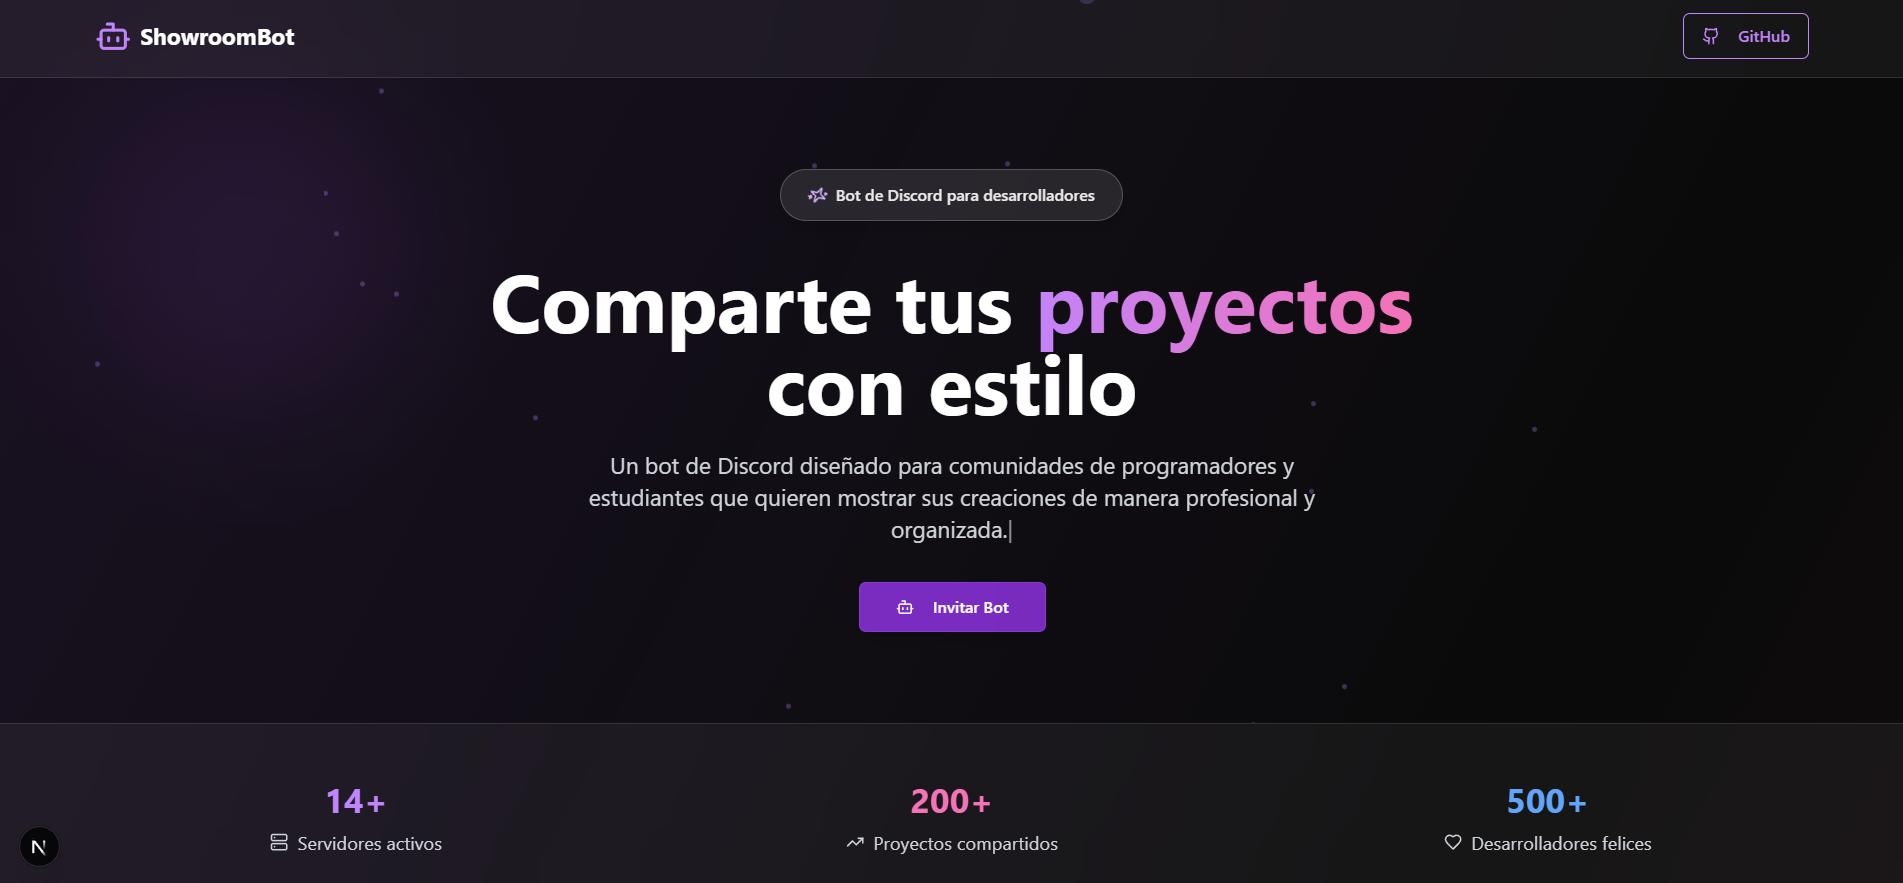 ShowroomBot
GitHub
Bot de Discord para desarrolladores
Comparte tus proyectos
con estilo
Un bot de Discord diseñado para comunidades de programadores y
estudiantes que quieren mostrar sus creaciones de manera profesional y
organizada.|
Invitar Bot
14+
Servidores activos
200+
Proyectos compartidos
500+
Desarrolladores felices
N